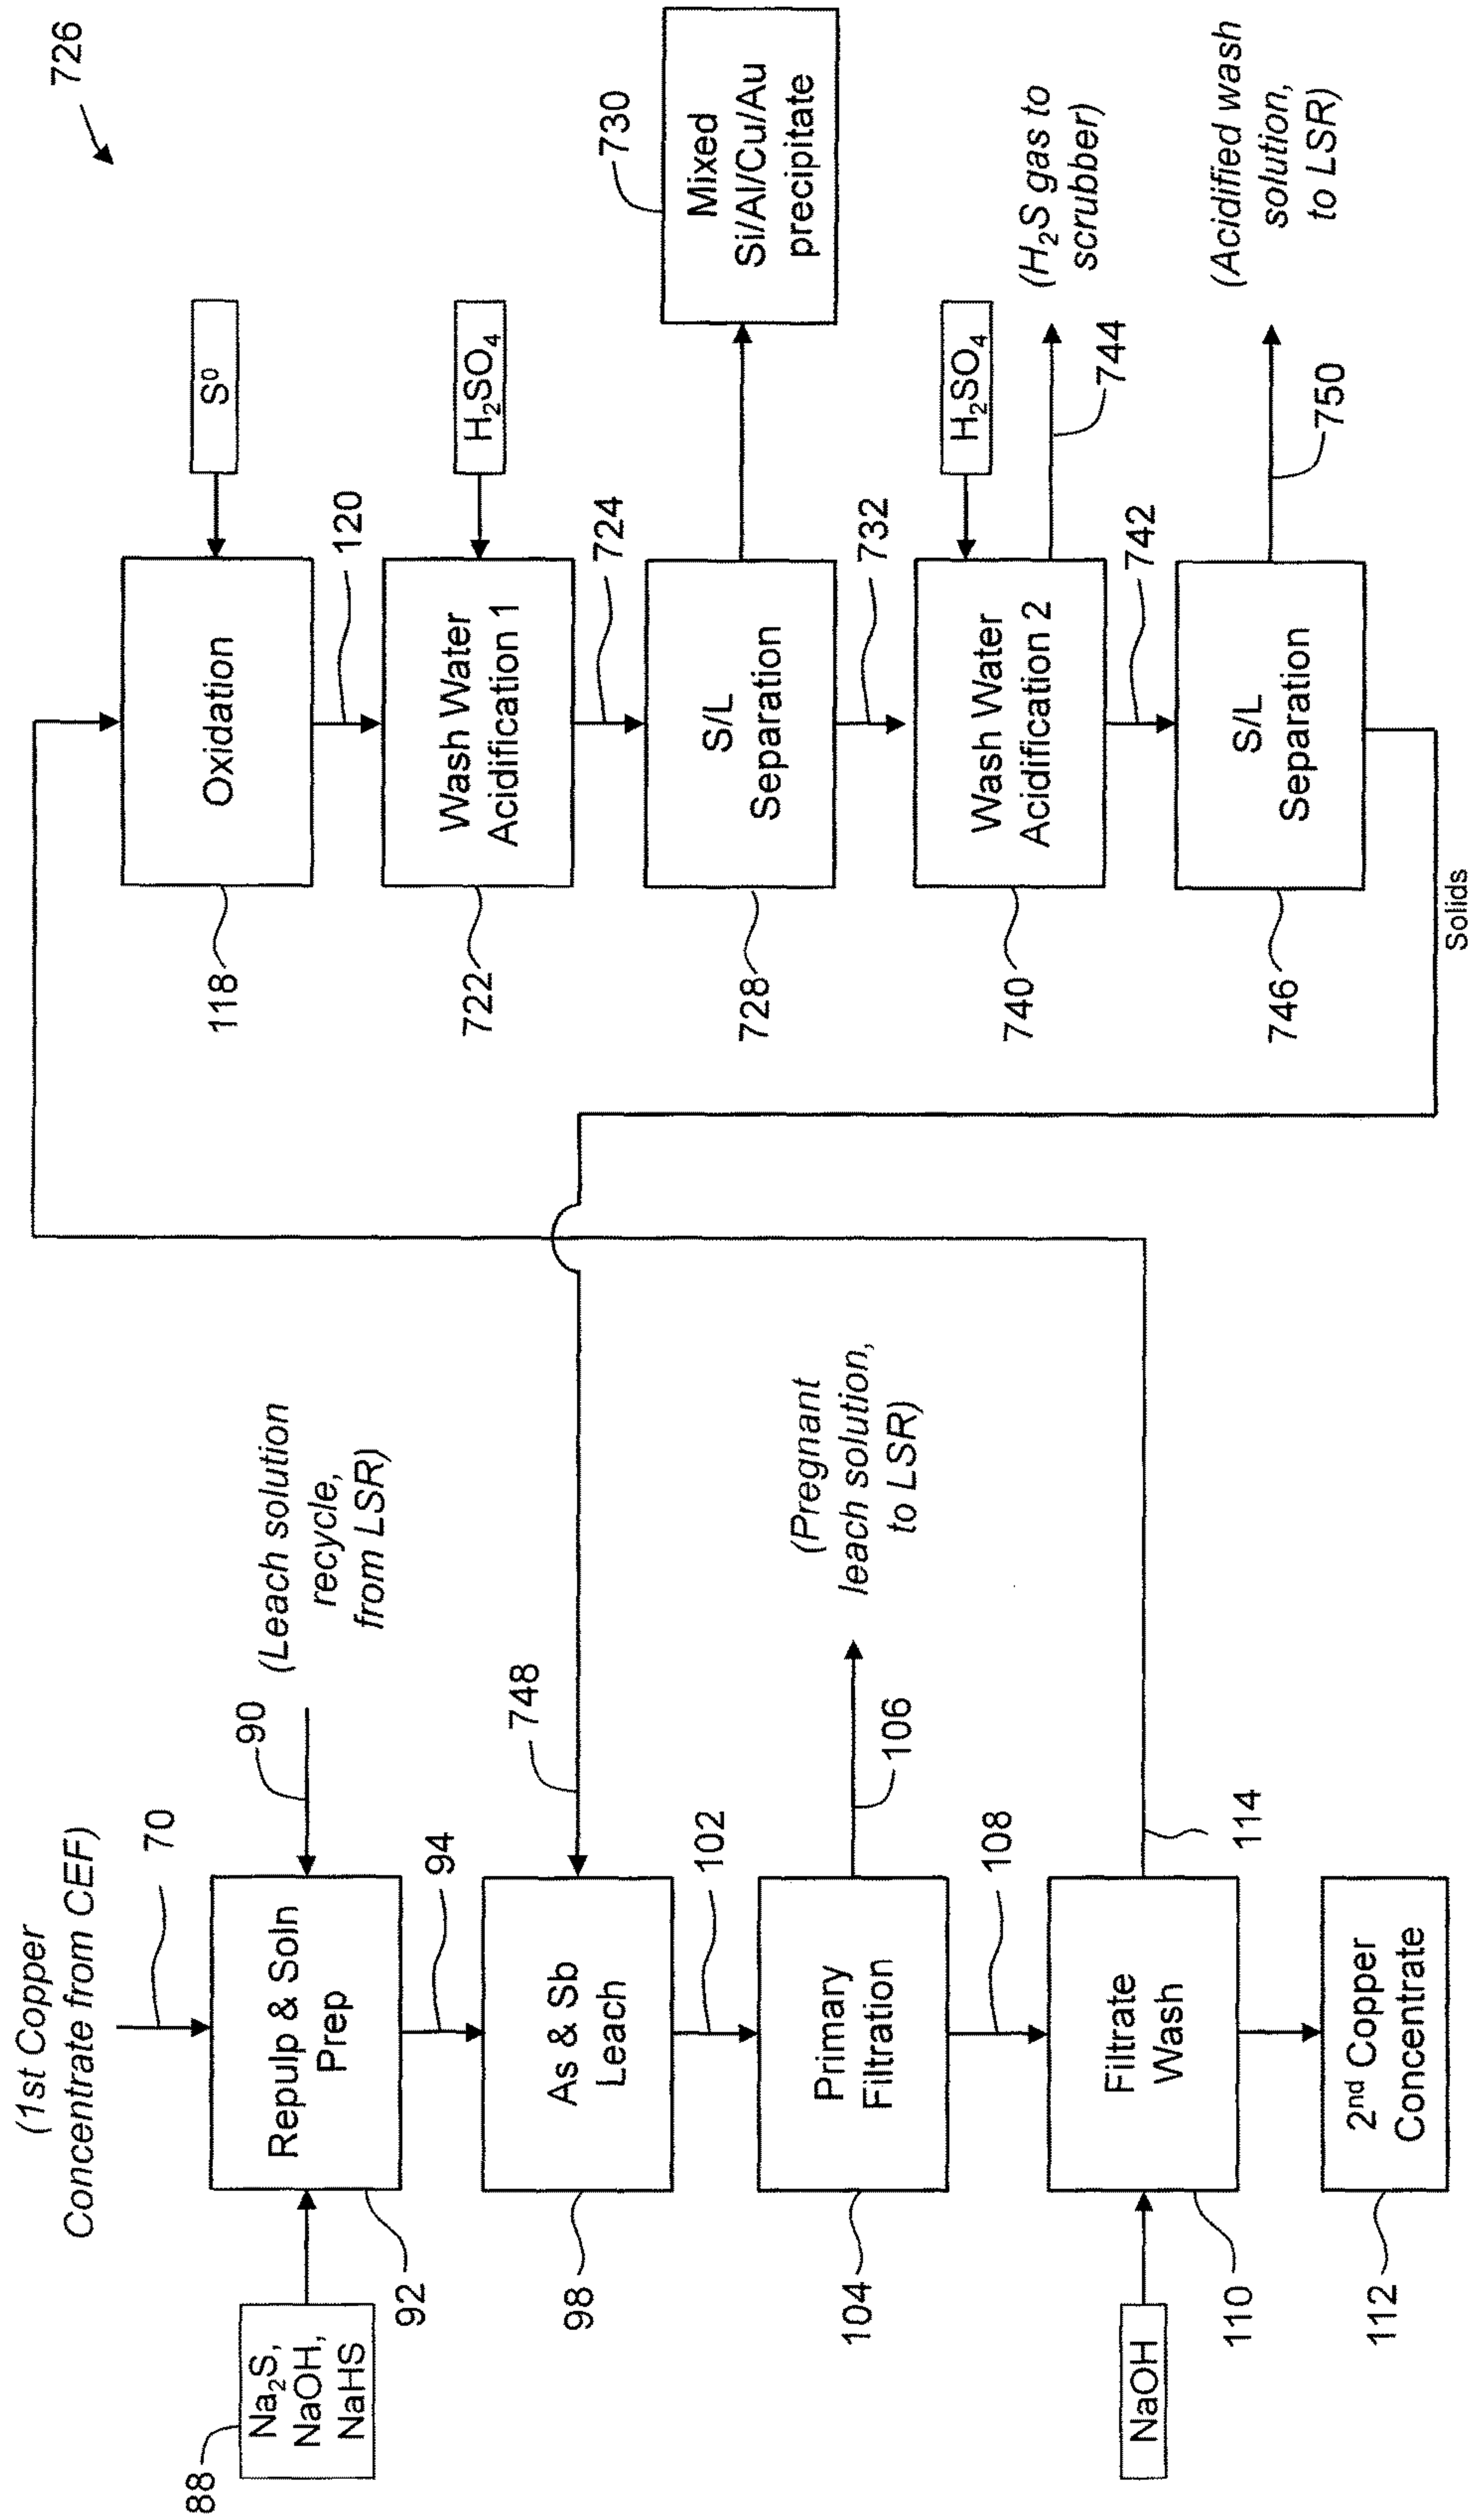 726
(1st Copper
Concentrate from CEF)
70
90
(Leach solution
recycle,
from LSR)
88
Na₂S,
NaOH,
NaHS
Repulp & Soln
Prep
92
94
As & Sb
Leach
98
748
102
Primary
Filtration
104
106
(Pregnant
leach solution,
to LSR)
108
NaOH
Filtrate
Wash
110
114
2nd Copper
Concentrate
112
S⁰
Oxidation
118
120
H₂SO₄
Wash Water
Acidification 1
722
724
S/L
Separation
728
730
Mixed
Si/Al/Cu/Au
precipitate
732
H₂SO₄
Wash Water
Acidification 2
740
744
(H₂S gas to
scrubber)
742
S/L
Separation
746
750
(Acidified wash
solution,
to LSR)
Solids